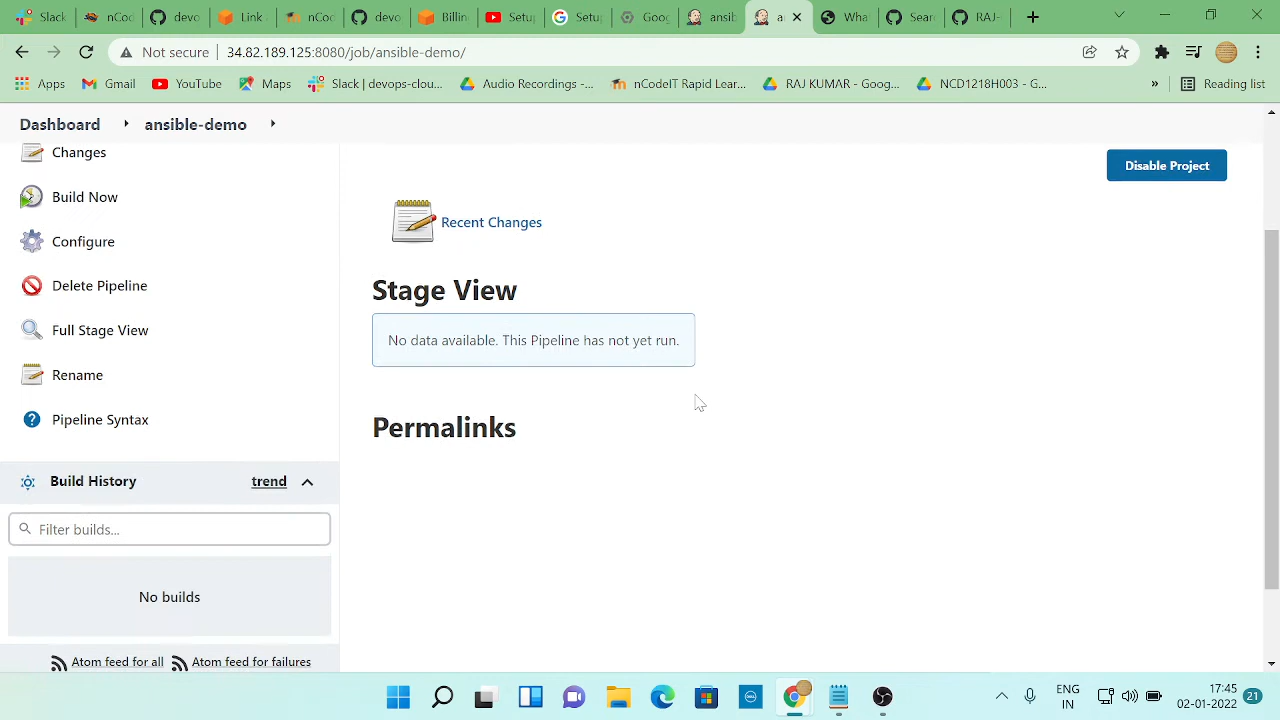 Slack
nCo
devo
Link
nCo
devo
Billin
Setu
Setu
Goo
ansib
a
Wha
Sear
RAJ-
Not secure
34.82.189.125:8080/job/ansible-demo/
Apps
Gmail
YouTube
Maps
Slack | devops-clou...
Audio Recordings -...
nCodeIT Rapid Lear...
RAJ KUMAR - Goog...
NCD1218H003 - G...
»
Reading list
Dashboard
ansible-demo
Changes
Build Now
Configure
Delete Pipeline
Full Stage View
Rename
Pipeline Syntax
Build History
trend
Filter builds...
No builds
Atom feed for all
Atom feed for failures
Disable Project
Recent Changes
Stage View
No data available. This Pipeline has not yet run.
Permalinks
DELL
ENG
IN
17:45
02-01-2022
21